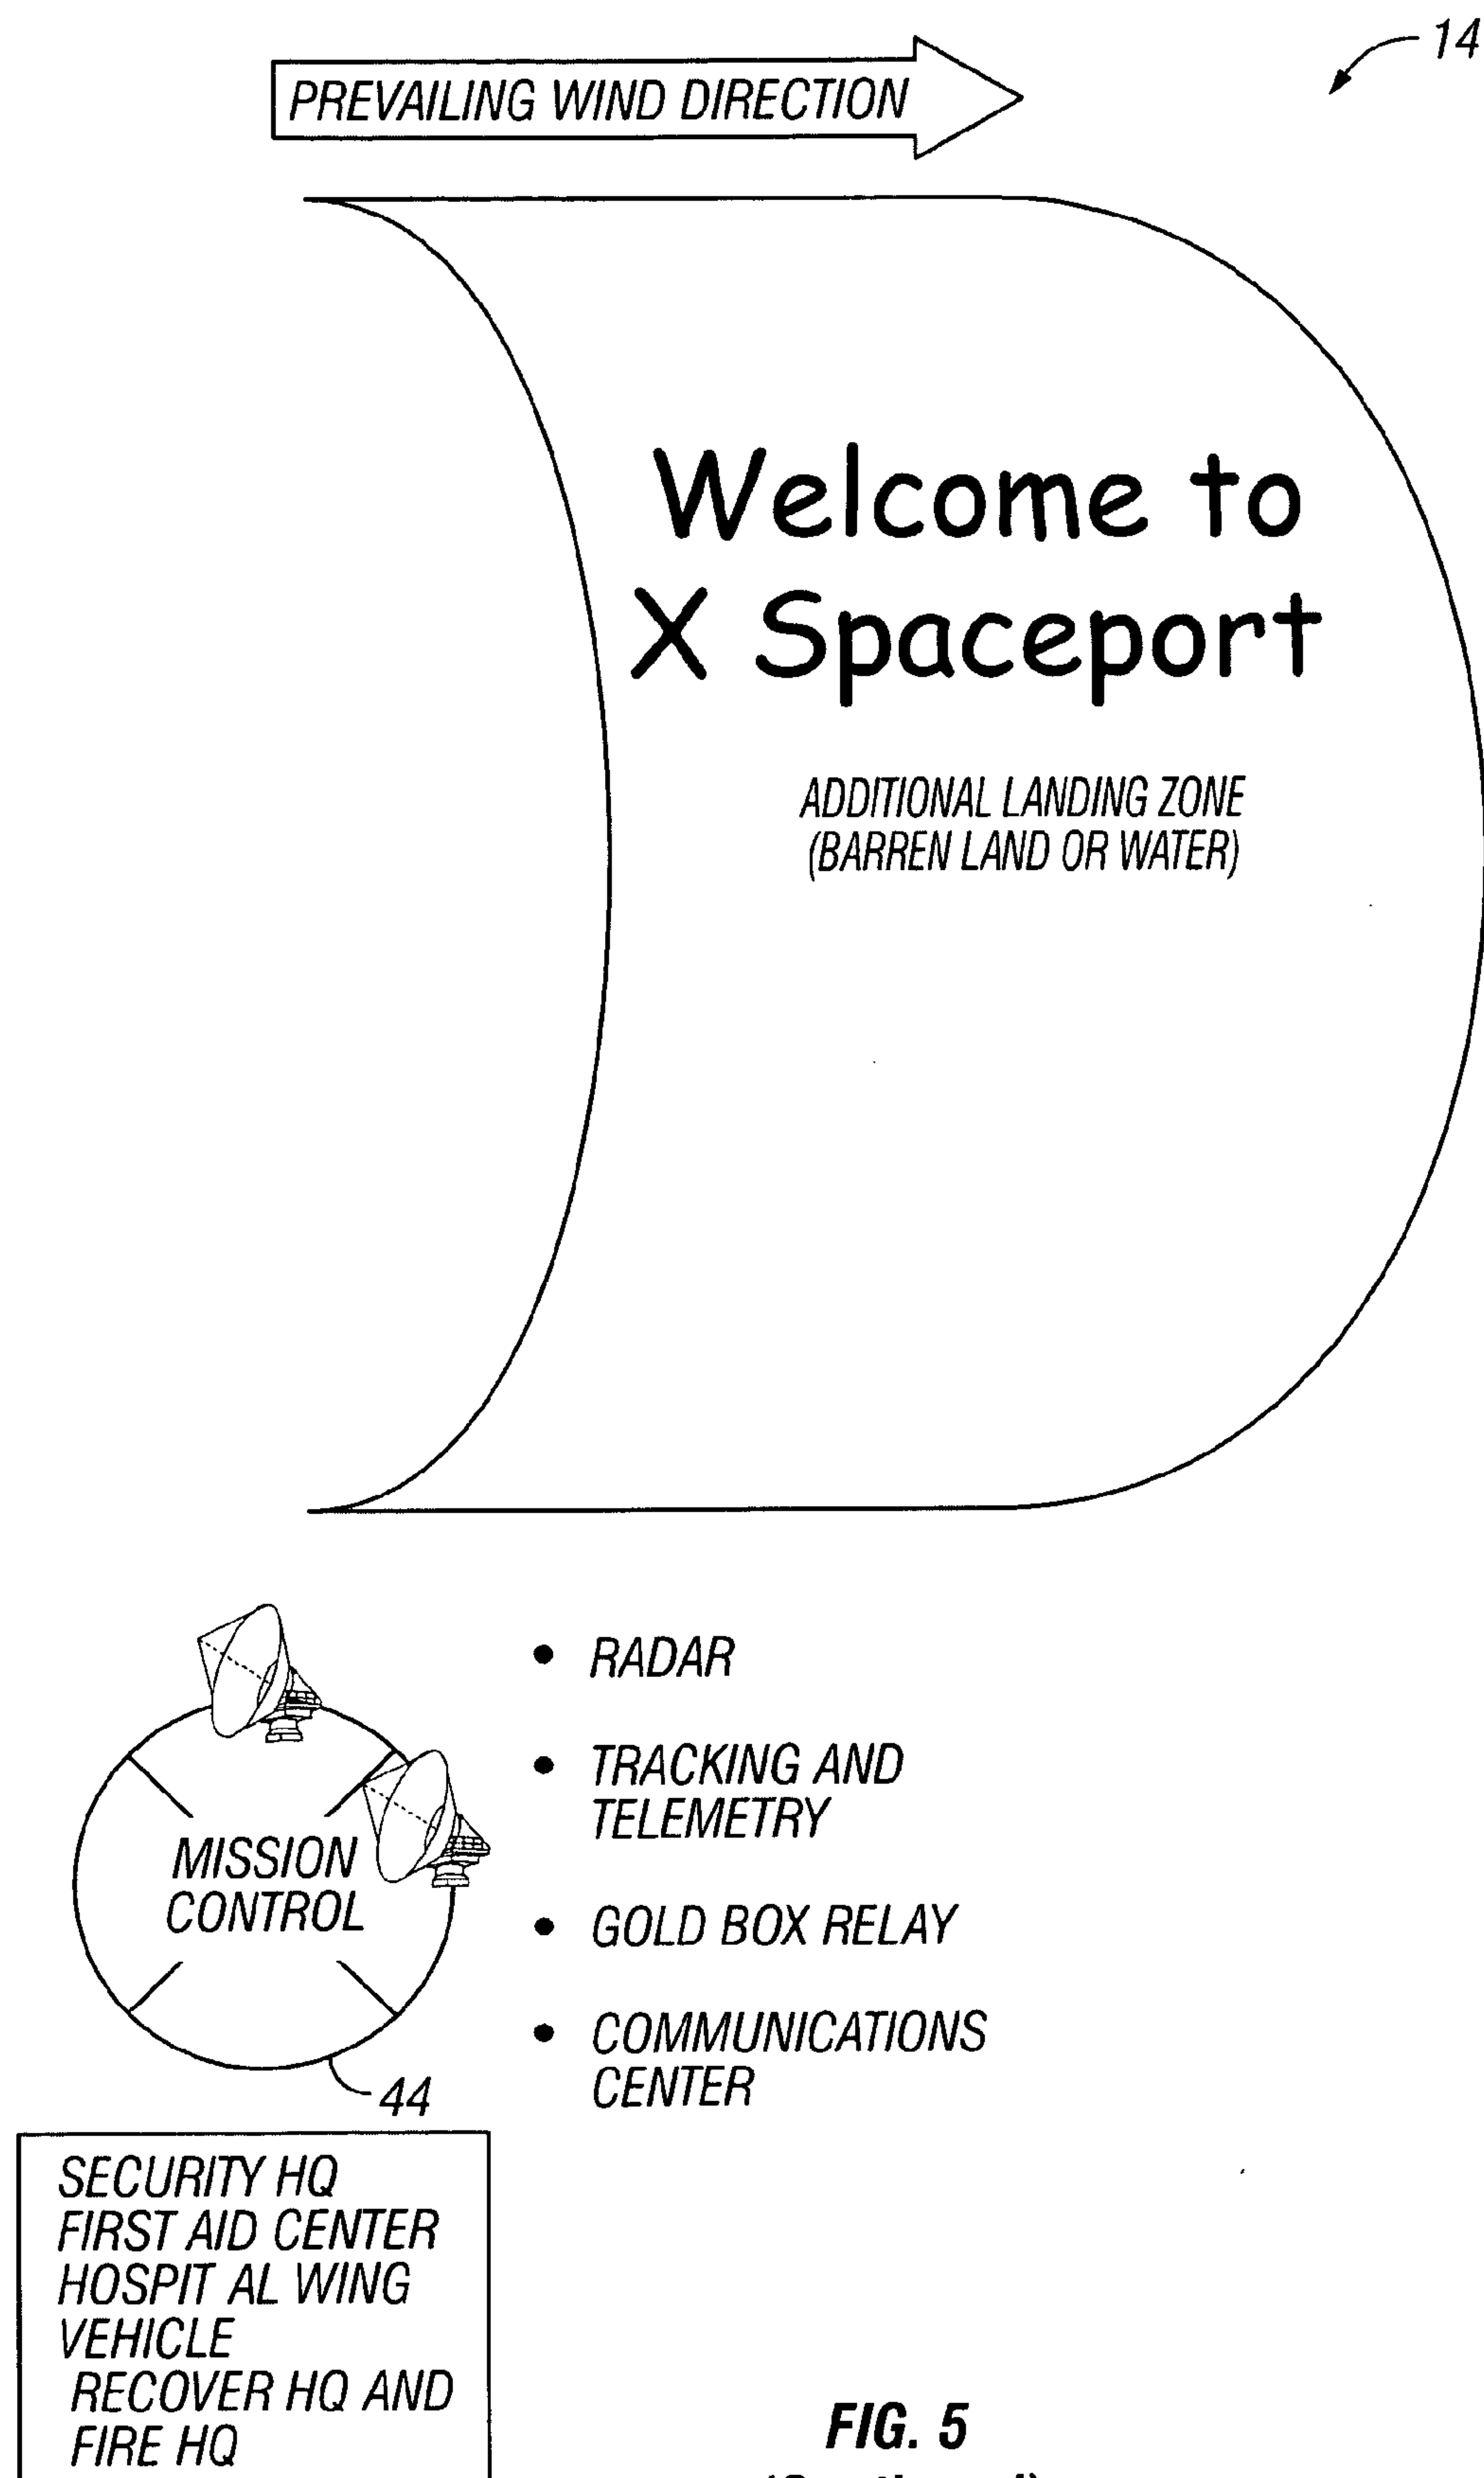 14
PREVAILING WIND DIRECTION
Welcome to
X Spaceport
ADDITIONAL LANDING ZONE
(BARREN LAND OR WATER)
• RADAR
• TRACKING AND
TELEMETRY
MISSION
CONTROL
• GOLD BOX RELAY
• COMMUNICATIONS
CENTER
44
SECURITY HQ
FIRST AID CENTER
HOSPIT AL WING
VEHICLE
RECOVER HQ AND
FIRE HQ
FIG. 5